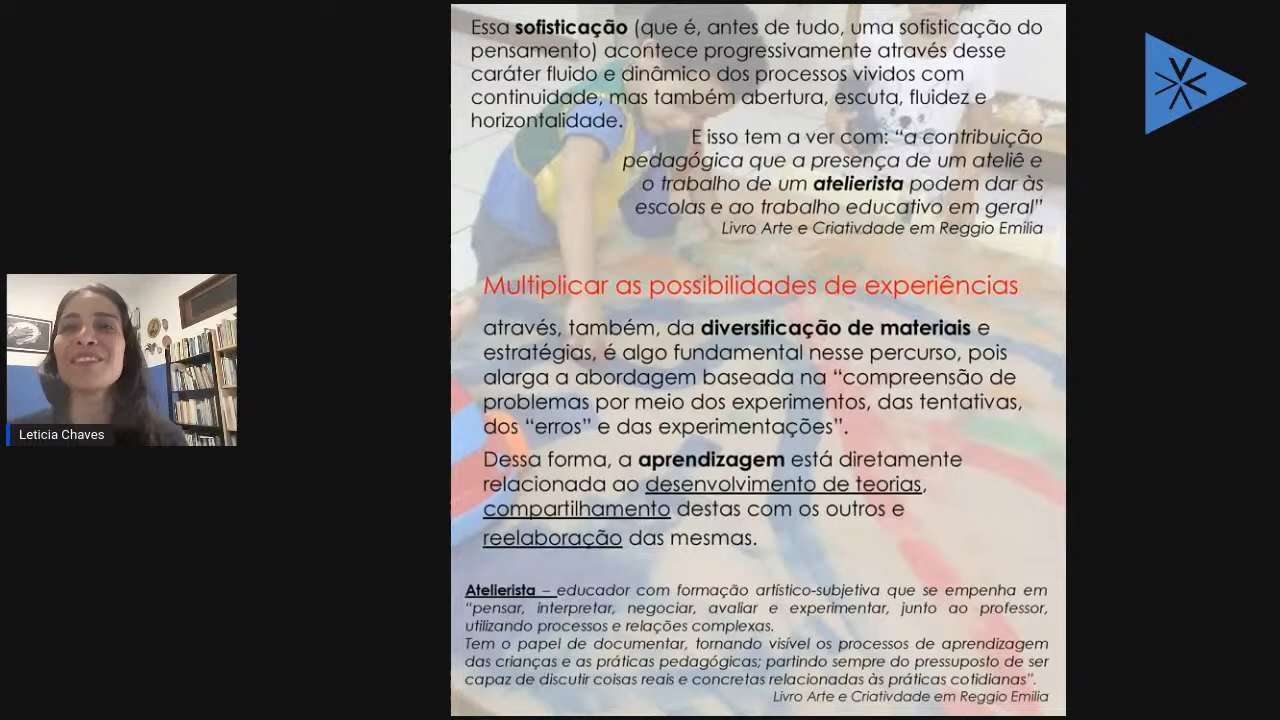 Essa sofisticação (que é, antes de tudo, uma sofisticação do
pensamento) acontece progressivamente através desse
caráter fluido e dinâmico dos processos vividos com
continuidade, mas também abertura, escuta, fluidez e
horizontalidade.
E isso tem a ver com: “a contribuição
pedagógica que a presença de um ateliê e
o trabalho de um atelierista podem dar às
escolas e ao trabalho educativo em geral”
Livro Arte e Criativdade em Reggio Emilia
Multiplicar as possibilidades de experiências
através, também, da diversificação de materiais e
estratégias, é algo fundamental nesse percurso, pois
alarga a abordagem baseada na “compreensão de
problemas por meio dos experimentos, das tentativas,
dos “erros” e das experimentações”.
Dessa forma, a aprendizagem está diretamente
relacionada ao desenvolvimento de teorias,
compartilhamento destas com os outros e
reelaboração das mesmas.
Atelierista – educador com formação artístico-subjetiva que se empenha em
“pensar, interpretar, negociar, avaliar e experimentar, junto ao professor,
utilizando processos e relações complexas.
Tem o papel de documentar, tornando visível os processos de aprendizagem
das crianças e as práticas pedagógicas; partindo sempre do pressuposto de ser
capaz de discutir coisas reais e concretas relacionadas às práticas cotidianas”.
Livro Arte e Criativdade em Reggio Emilia
Leticia Chaves